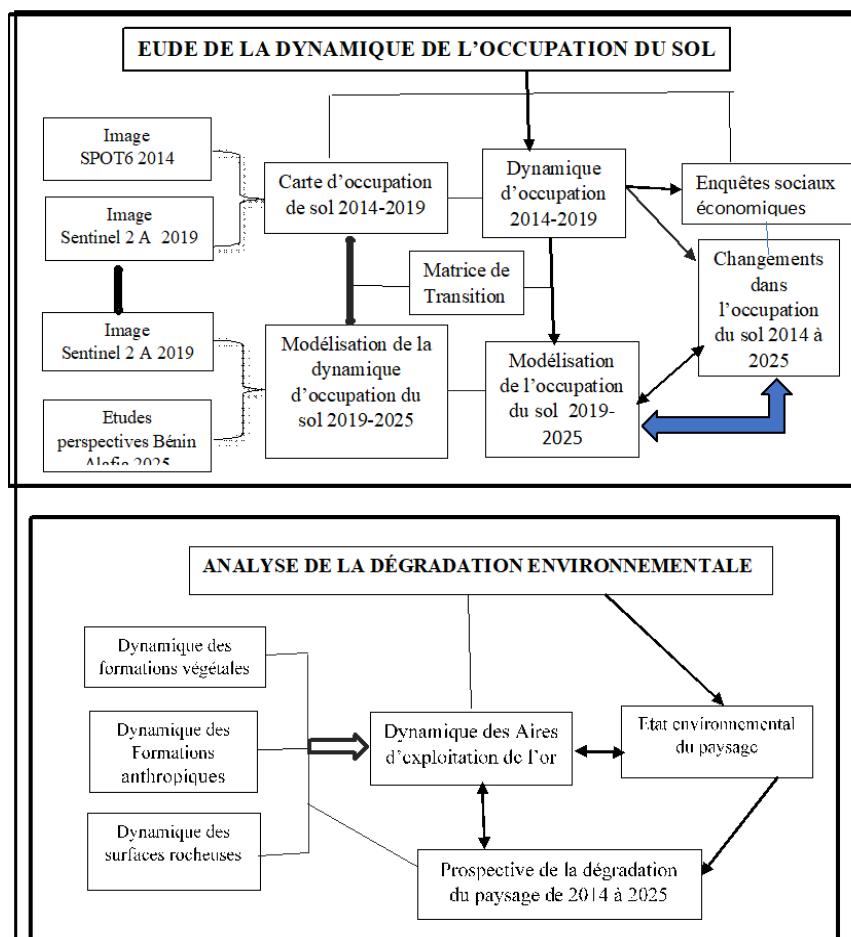 EUDE DE LA DYNAMIQUE DE L’OCCUPATION DU SOL
Image
SPOT6 2014
Image
Sentinel 2 A 2019
Image
Sentinel 2 A 2019
Etudes
perspectives Bénin
Alafia 2025
Carte d’occupation
de sol 2014-2019
Dynamique
d’occupation
2014-2019
Enquêtes sociaux
économiques
Matrice de
Transition
Changements
dans
l’occupation
du sol 2014 à
2025
Modélisation de la
dynamique
d’occupation du
sol 2019-2025
Modélisation
de l’occupation
du sol 2019-
2025
ANALYSE DE LA DÉGRADATION ENVIRONNEMENTALE
Dynamique des
formations végétales
Dynamique des
Formations
anthropiques
Dynamique des
surfaces rocheuses
Dynamique des Aires
d’exploitation de l’or
Etat environnemental
du paysage
Prospective de la dégradation
du paysage de 2014 à 2025